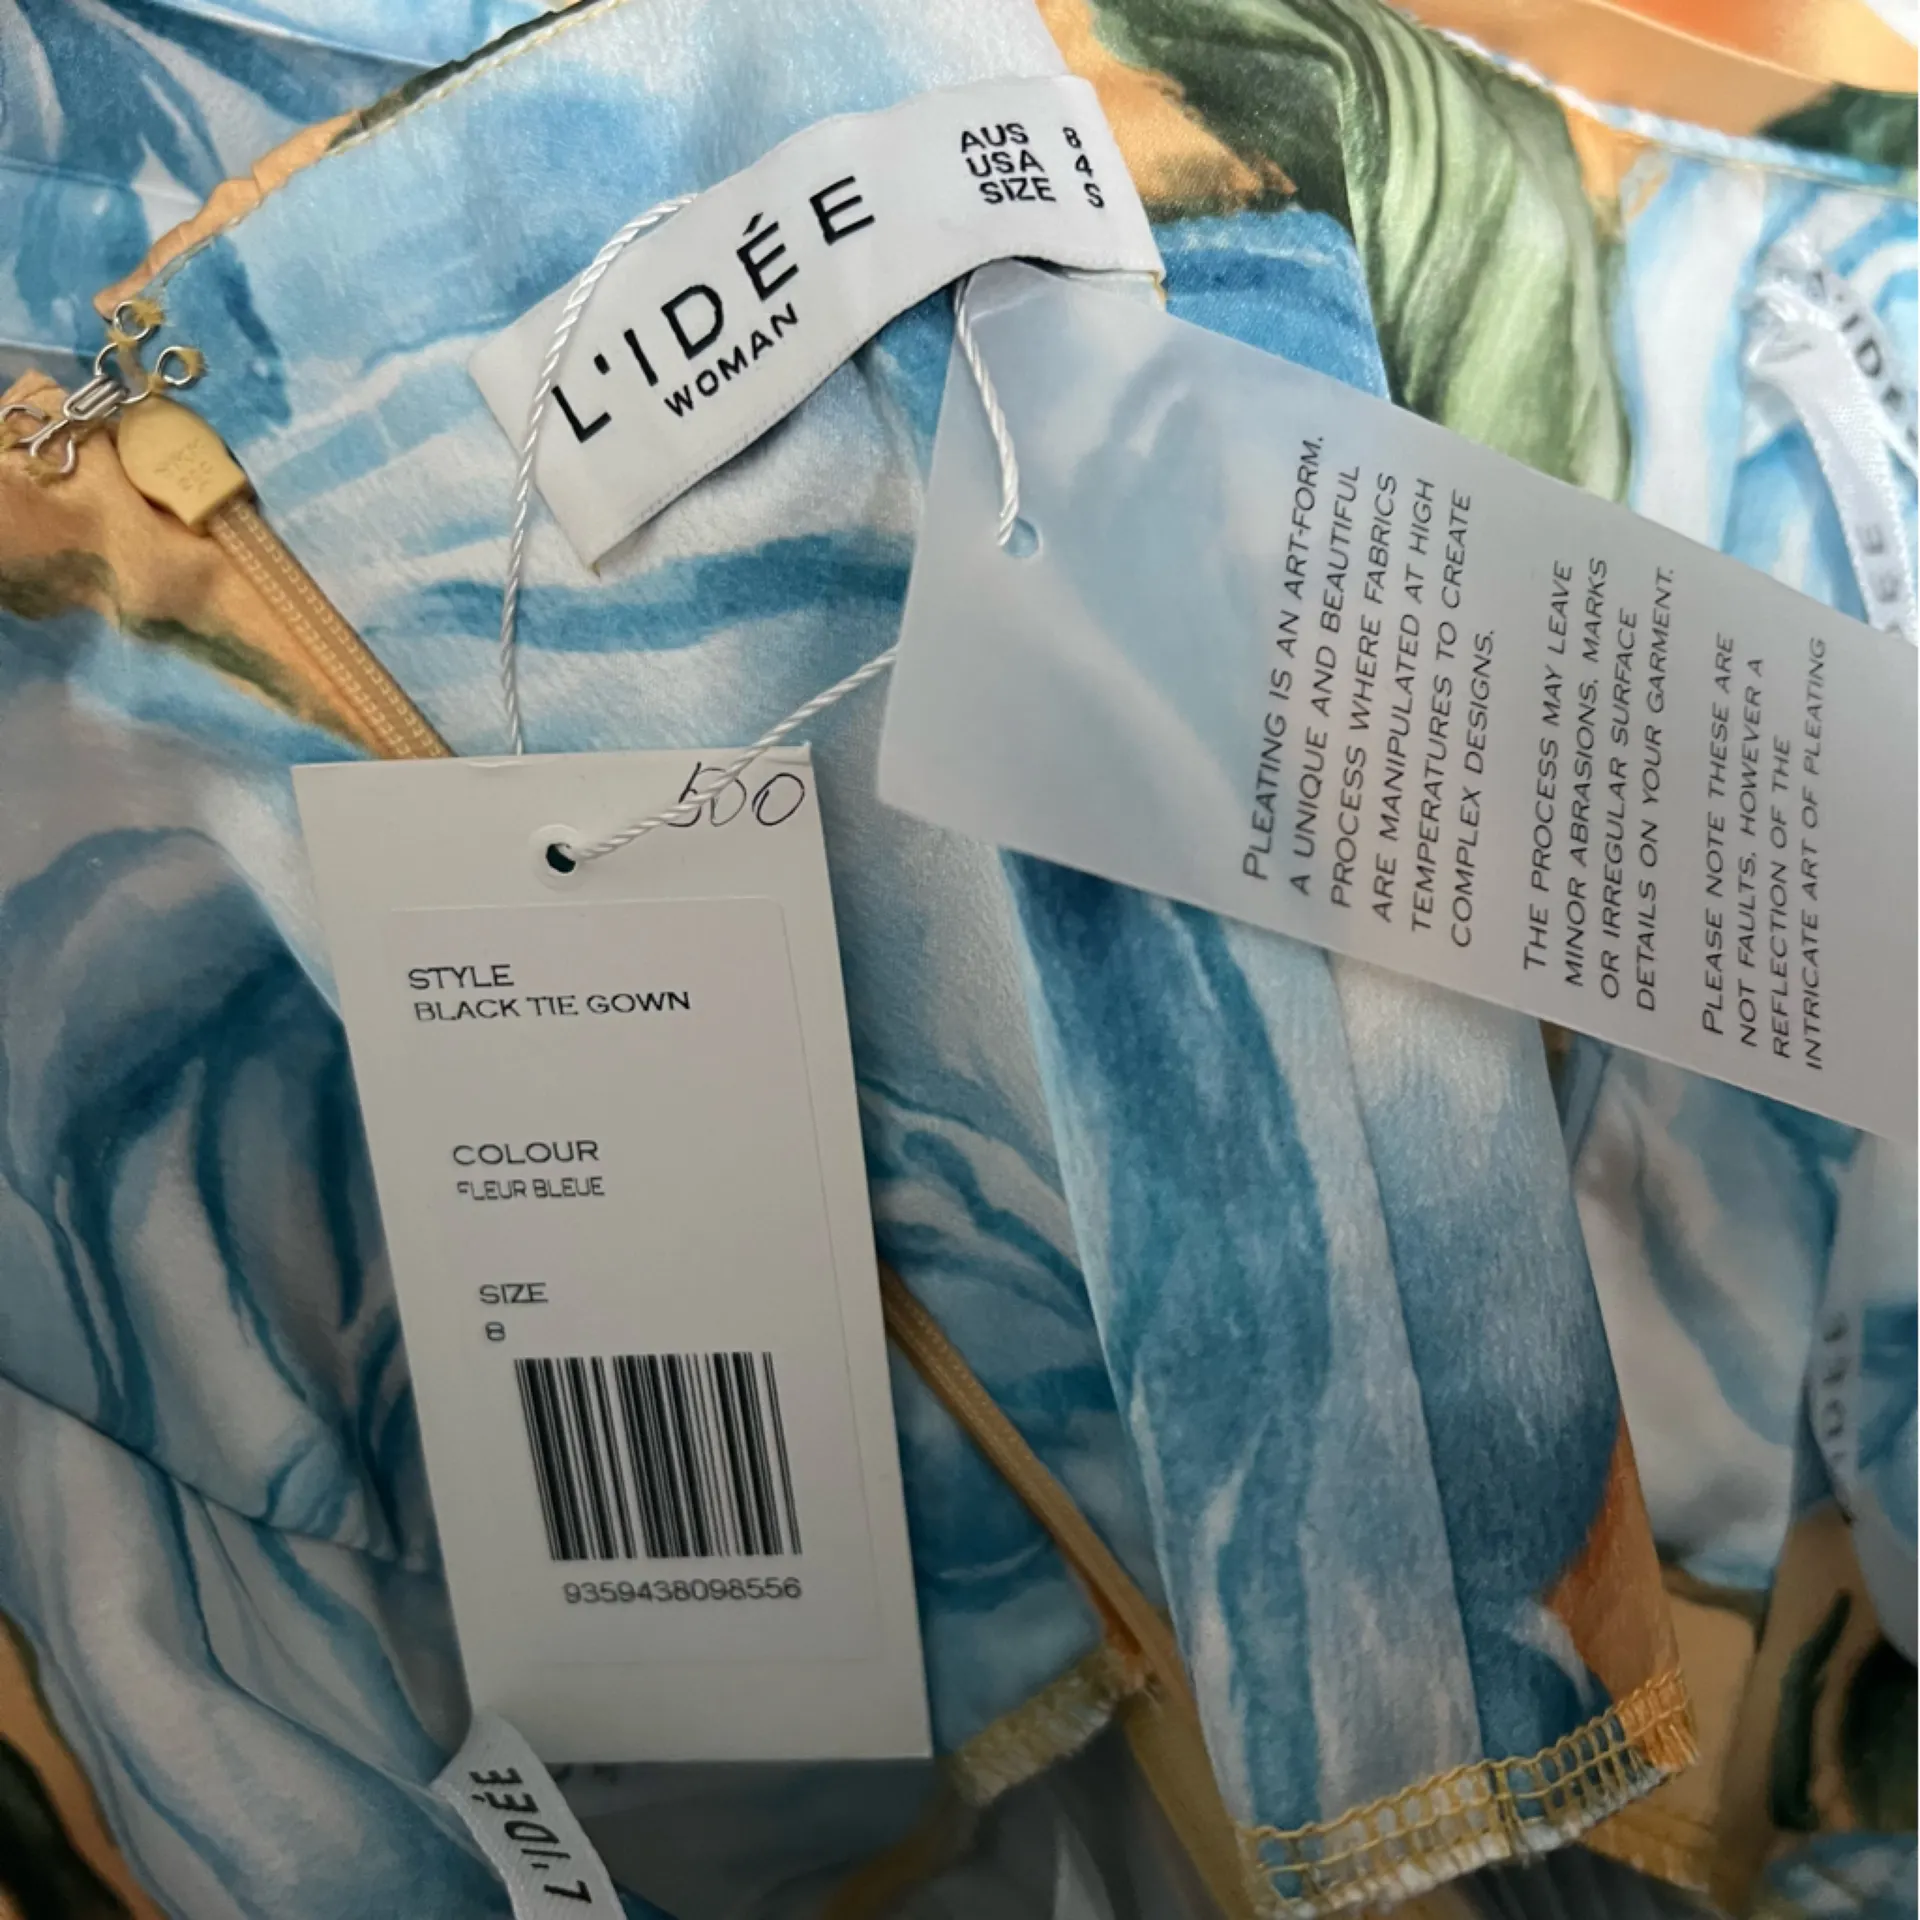 L'IDÉE
WOMAN
AUS 8
USA 4
SIZE S
500
STYLE
BLACK TIE GOWN
COLOUR
FLEUR BLEUE
SIZE
8
9359438098556
PLEATING IS AN ART-FORM.
A UNIQUE AND BEAUTIFUL
PROCESS WHERE FABRICS
ARE MANIPULATED AT HIGH
TEMPERATURES TO CREATE
COMPLEX DESIGNS.
THE PROCESS MAY LEAVE
MINOR ABRASIONS, MARKS
OR IRREGULAR SURFACE
DETAILS ON YOUR GARMENT.
PLEASE NOTE THESE ARE
NOT FAULTS, HOWEVER A
REFLECTION OF THE
INTRICATE ART OF PLEATING
L'IDÉE